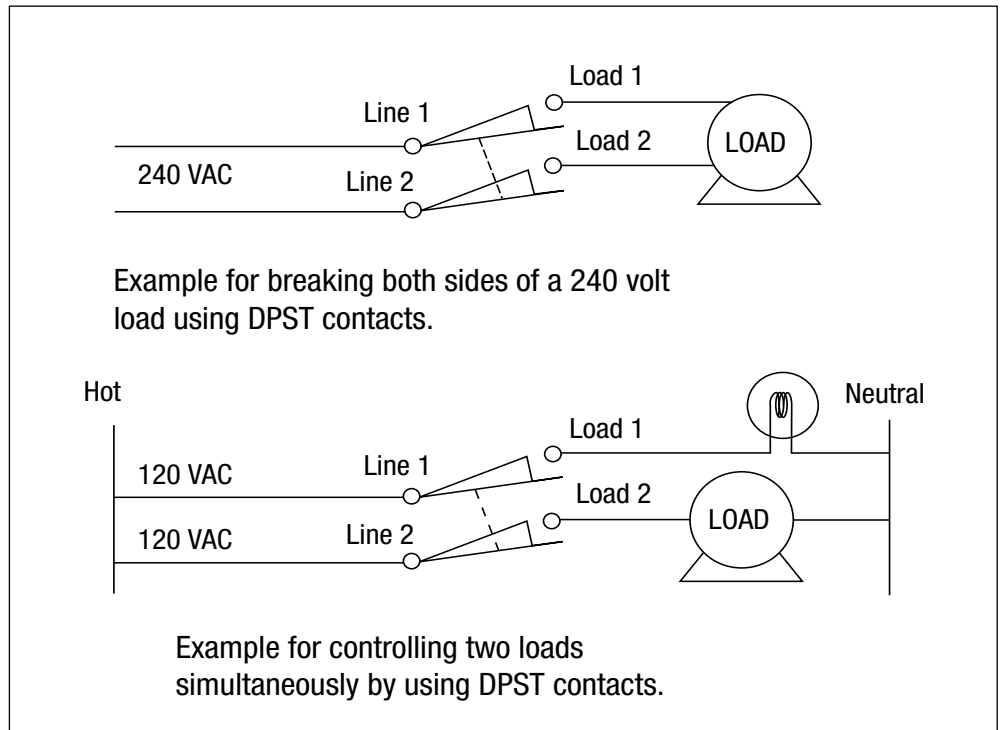 Load 1
Line 1
Load 2
LOAD
240 VAC
Line 2
Example for breaking both sides of a 240 volt
load using DPST contacts.
Hot
Neutral
Load 1
Line 1
120 VAC
Load 2
LOAD
120 VAC
Line 2
Example for controlling two loads
simultaneously by using DPST contacts.